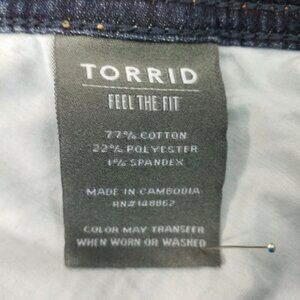 TORRID
FEEL THE FIT
77% COTTON
22% POLYESTER
1% SPANDEX
MADE IN CAMBODIA
RN#148862
COLOR MAY TRANSFER
WHEN WORN OR WASHED